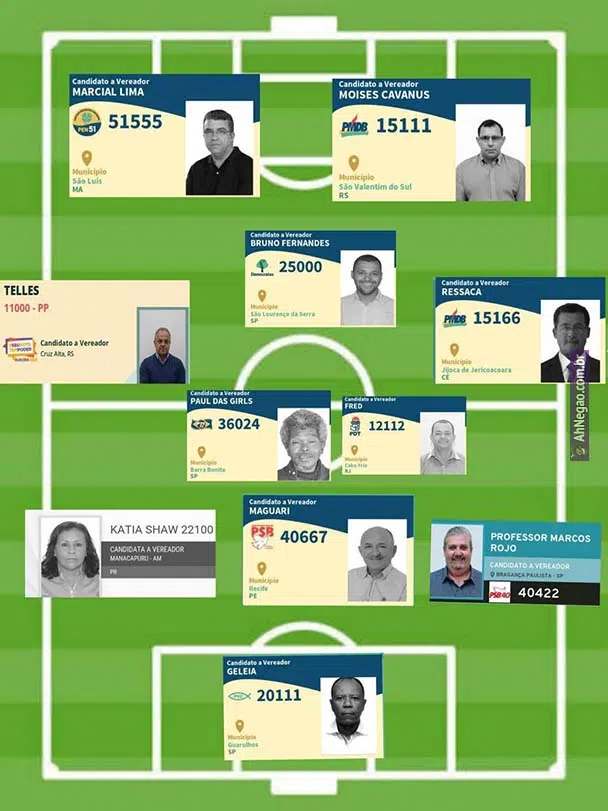 Candidato a Vereador
MARCIAL LIMA
PEN 51
51555
Município
São Luís
MA
Candidato a Vereador
MOISES CAVANUS
PMDB
15111
Município
São Valentim do Sul
RS
Candidato a Vereador
BRUNO FERNANDES
Democratas
25000
Município
São Lourenço da Serra
SP
TELLES
11000 - PP
Candidato a Vereador
Cruz Alta, RS
Candidato a Vereador
RESSACA
PMDB
15166
Município
Jijoca de Jericoacoara
CE
AhNegao.com.br
Candidato a Vereador
PAUL DAS GIRLS
36024
Município
Barra Bonita
SP
Candidato a Vereador
FRED
PDT
12112
Município
Cabo Frio
RJ
KATIA SHAW 22100
CANDIDATA A VEREADOR
MANACAPURU - AM
PR
Candidato a Vereador
MAGUARI
PSB
40667
Município
Recife
PE
PROFESSOR MARCOS
ROJO
CANDIDATO A VEREADOR
BRAGANÇA PAULISTA - SP
PSB40
40422
Candidato a Vereador
GELEIA
PSC
20111
Município
Guarulhos
SP